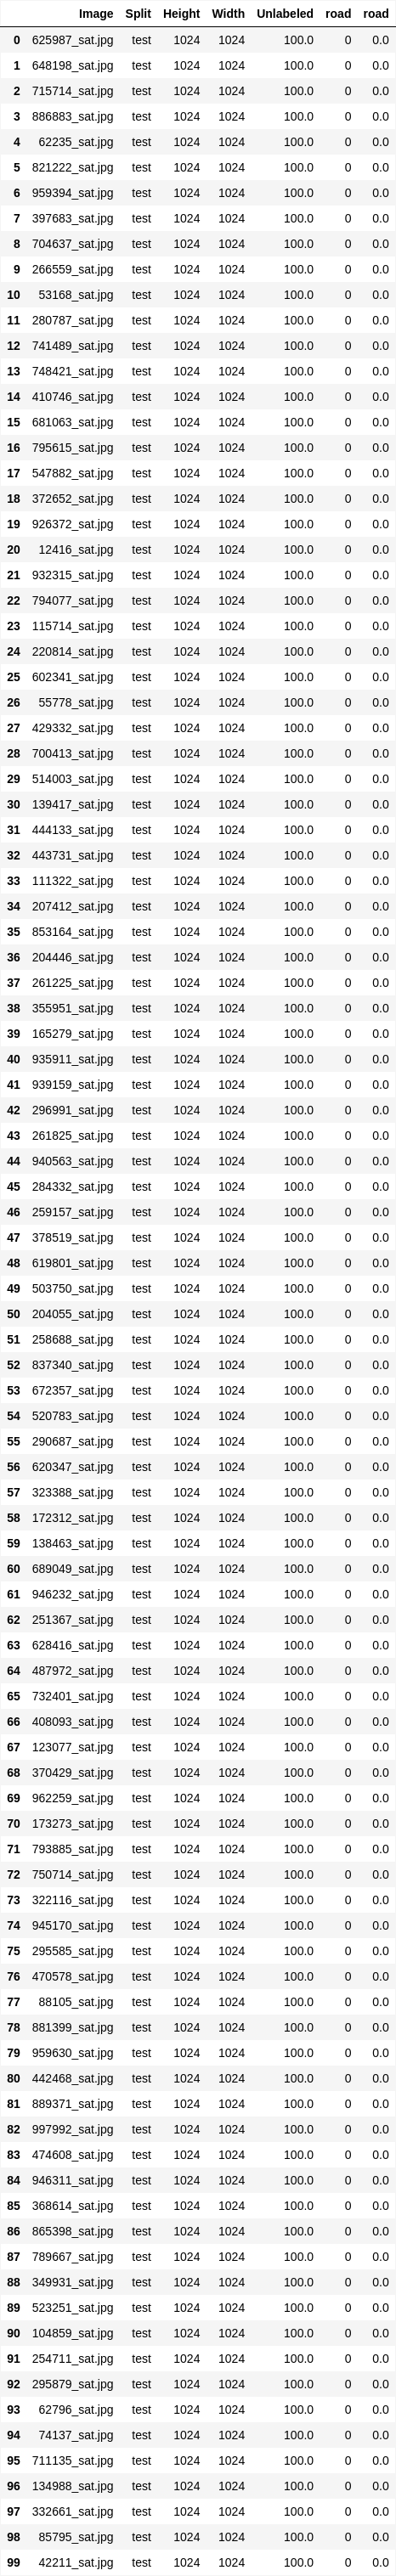 Image Split Height Width Unlabeled road road
0 625987_sat.jpg test 1024 1024 100.0 0 0.0
1 648198_sat.jpg test 1024 1024 100.0 0 0.0
2 715714_sat.jpg test 1024 1024 100.0 0 0.0
3 886883_sat.jpg test 1024 1024 100.0 0 0.0
4 62235_sat.jpg test 1024 1024 100.0 0 0.0
5 821222_sat.jpg test 1024 1024 100.0 0 0.0
6 959394_sat.jpg test 1024 1024 100.0 0 0.0
7 397683_sat.jpg test 1024 1024 100.0 0 0.0
8 704637_sat.jpg test 1024 1024 100.0 0 0.0
9 266559_sat.jpg test 1024 1024 100.0 0 0.0
10 53168_sat.jpg test 1024 1024 100.0 0 0.0
11 280787_sat.jpg test 1024 1024 100.0 0 0.0
12 741489_sat.jpg test 1024 1024 100.0 0 0.0
13 748421_sat.jpg test 1024 1024 100.0 0 0.0
14 410746_sat.jpg test 1024 1024 100.0 0 0.0
15 681063_sat.jpg test 1024 1024 100.0 0 0.0
16 795615_sat.jpg test 1024 1024 100.0 0 0.0
17 547882_sat.jpg test 1024 1024 100.0 0 0.0
18 372652_sat.jpg test 1024 1024 100.0 0 0.0
19 926372_sat.jpg test 1024 1024 100.0 0 0.0
20 12416_sat.jpg test 1024 1024 100.0 0 0.0
21 932315_sat.jpg test 1024 1024 100.0 0 0.0
22 794077_sat.jpg test 1024 1024 100.0 0 0.0
23 115714_sat.jpg test 1024 1024 100.0 0 0.0
24 220814_sat.jpg test 1024 1024 100.0 0 0.0
25 602341_sat.jpg test 1024 1024 100.0 0 0.0
26 55778_sat.jpg test 1024 1024 100.0 0 0.0
27 429332_sat.jpg test 1024 1024 100.0 0 0.0
28 700413_sat.jpg test 1024 1024 100.0 0 0.0
29 514003_sat.jpg test 1024 1024 100.0 0 0.0
30 139417_sat.jpg test 1024 1024 100.0 0 0.0
31 444133_sat.jpg test 1024 1024 100.0 0 0.0
32 443731_sat.jpg test 1024 1024 100.0 0 0.0
33 111322_sat.jpg test 1024 1024 100.0 0 0.0
34 207412_sat.jpg test 1024 1024 100.0 0 0.0
35 853164_sat.jpg test 1024 1024 100.0 0 0.0
36 204446_sat.jpg test 1024 1024 100.0 0 0.0
37 261225_sat.jpg test 1024 1024 100.0 0 0.0
38 355951_sat.jpg test 1024 1024 100.0 0 0.0
39 165279_sat.jpg test 1024 1024 100.0 0 0.0
40 935911_sat.jpg test 1024 1024 100.0 0 0.0
41 939159_sat.jpg test 1024 1024 100.0 0 0.0
42 296991_sat.jpg test 1024 1024 100.0 0 0.0
43 261825_sat.jpg test 1024 1024 100.0 0 0.0
44 940563_sat.jpg test 1024 1024 100.0 0 0.0
45 284332_sat.jpg test 1024 1024 100.0 0 0.0
46 259157_sat.jpg test 1024 1024 100.0 0 0.0
47 378519_sat.jpg test 1024 1024 100.0 0 0.0
48 619801_sat.jpg test 1024 1024 100.0 0 0.0
49 503750_sat.jpg test 1024 1024 100.0 0 0.0
50 204055_sat.jpg test 1024 1024 100.0 0 0.0
51 258688_sat.jpg test 1024 1024 100.0 0 0.0
52 837340_sat.jpg test 1024 1024 100.0 0 0.0
53 672357_sat.jpg test 1024 1024 100.0 0 0.0
54 520783_sat.jpg test 1024 1024 100.0 0 0.0
55 290687_sat.jpg test 1024 1024 100.0 0 0.0
56 620347_sat.jpg test 1024 1024 100.0 0 0.0
57 323388_sat.jpg test 1024 1024 100.0 0 0.0
58 172312_sat.jpg test 1024 1024 100.0 0 0.0
59 138463_sat.jpg test 1024 1024 100.0 0 0.0
60 689049_sat.jpg test 1024 1024 100.0 0 0.0
61 946232_sat.jpg test 1024 1024 100.0 0 0.0
62 251367_sat.jpg test 1024 1024 100.0 0 0.0
63 628416_sat.jpg test 1024 1024 100.0 0 0.0
64 487972_sat.jpg test 1024 1024 100.0 0 0.0
65 732401_sat.jpg test 1024 1024 100.0 0 0.0
66 408093_sat.jpg test 1024 1024 100.0 0 0.0
67 123077_sat.jpg test 1024 1024 100.0 0 0.0
68 370429_sat.jpg test 1024 1024 100.0 0 0.0
69 962259_sat.jpg test 1024 1024 100.0 0 0.0
70 173273_sat.jpg test 1024 1024 100.0 0 0.0
71 793885_sat.jpg test 1024 1024 100.0 0 0.0
72 750714_sat.jpg test 1024 1024 100.0 0 0.0
73 322116_sat.jpg test 1024 1024 100.0 0 0.0
74 945170_sat.jpg test 1024 1024 100.0 0 0.0
75 295585_sat.jpg test 1024 1024 100.0 0 0.0
76 470578_sat.jpg test 1024 1024 100.0 0 0.0
77 88105_sat.jpg test 1024 1024 100.0 0 0.0
78 881399_sat.jpg test 1024 1024 100.0 0 0.0
79 959630_sat.jpg test 1024 1024 100.0 0 0.0
80 442468_sat.jpg test 1024 1024 100.0 0 0.0
81 889371_sat.jpg test 1024 1024 100.0 0 0.0
82 997992_sat.jpg test 1024 1024 100.0 0 0.0
83 474608_sat.jpg test 1024 1024 100.0 0 0.0
84 946311_sat.jpg test 1024 1024 100.0 0 0.0
85 368614_sat.jpg test 1024 1024 100.0 0 0.0
86 865398_sat.jpg test 1024 1024 100.0 0 0.0
87 789667_sat.jpg test 1024 1024 100.0 0 0.0
88 349931_sat.jpg test 1024 1024 100.0 0 0.0
89 523251_sat.jpg test 1024 1024 100.0 0 0.0
90 104859_sat.jpg test 1024 1024 100.0 0 0.0
91 254711_sat.jpg test 1024 1024 100.0 0 0.0
92 295879_sat.jpg test 1024 1024 100.0 0 0.0
93 62796_sat.jpg test 1024 1024 100.0 0 0.0
94 74137_sat.jpg test 1024 1024 100.0 0 0.0
95 711135_sat.jpg test 1024 1024 100.0 0 0.0
96 134988_sat.jpg test 1024 1024 100.0 0 0.0
97 332661_sat.jpg test 1024 1024 100.0 0 0.0
98 85795_sat.jpg test 1024 1024 100.0 0 0.0
99 42211_sat.jpg test 1024 1024 100.0 0 0.0